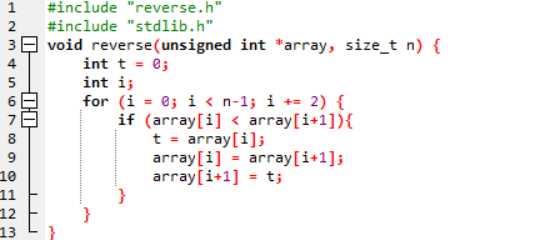 1 #include "reverse.h"
2 #include "stdlib.h"
3 void reverse(unsigned int *array, size_t n) {
4     int t = 0;
5     int i;
6     for (i = 0; i < n-1; i += 2) {
7         if (array[i] < array[i+1]){
8             t = array[i];
9             array[i] = array[i+1];
10             array[i+1] = t;
11         }
12     }
13 }